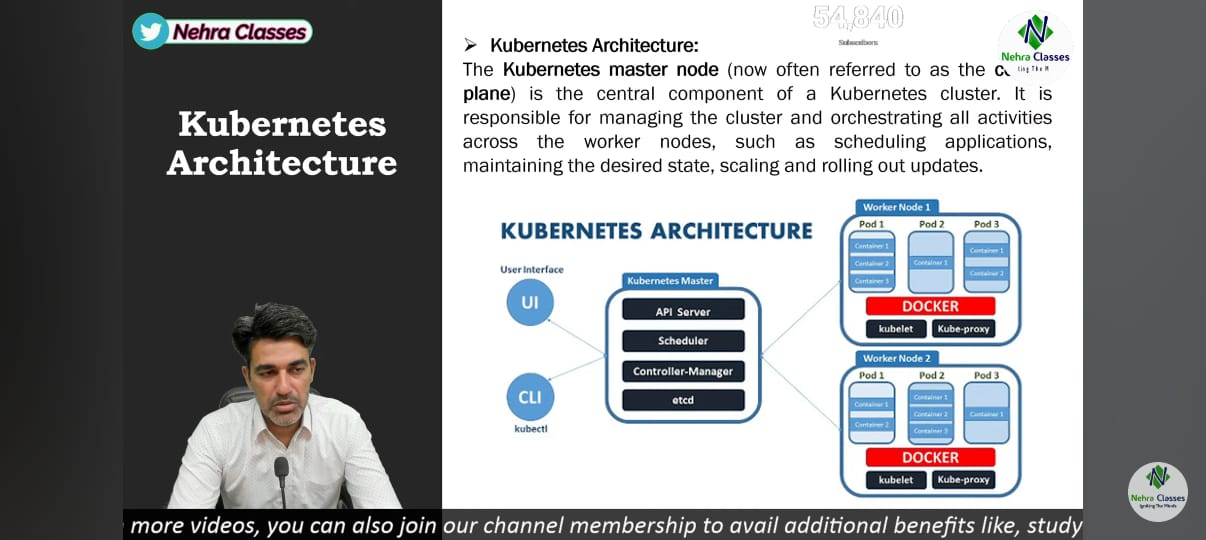 Nehra Classes
Kubernetes
Architecture
54,840
Subscribers
Nehra Classes
➤ Kubernetes Architecture:
The Kubernetes master node (now often referred to as the
plane) is the central component of a Kubernetes cluster. It is
responsible for managing the cluster and orchestrating all activities
across the worker nodes, such as scheduling applications,
maintaining the desired state, scaling and rolling out updates.
KUBERNETES ARCHITECTURE
User Interface
UI
CLI
kubectl
Kubernetes Master
API Server
Scheduler
Controller-Manager
etcd
Worker Node 1
Pod 1 Pod 2 Pod 3
Container 1
Container 2
Container 3
Container 1
Container 1
Container 2
DOCKER
kubelet Kube-proxy
Worker Node 2
Pod 1 Pod 2 Pod 3
Container 1
Container 2
Container 1
Container 2
Container 3
Container 1
DOCKER
kubelet Kube-proxy
Nehra Classes
Igniting The Minds
more videos, you can also join our channel membership to avail additional benefits like, study